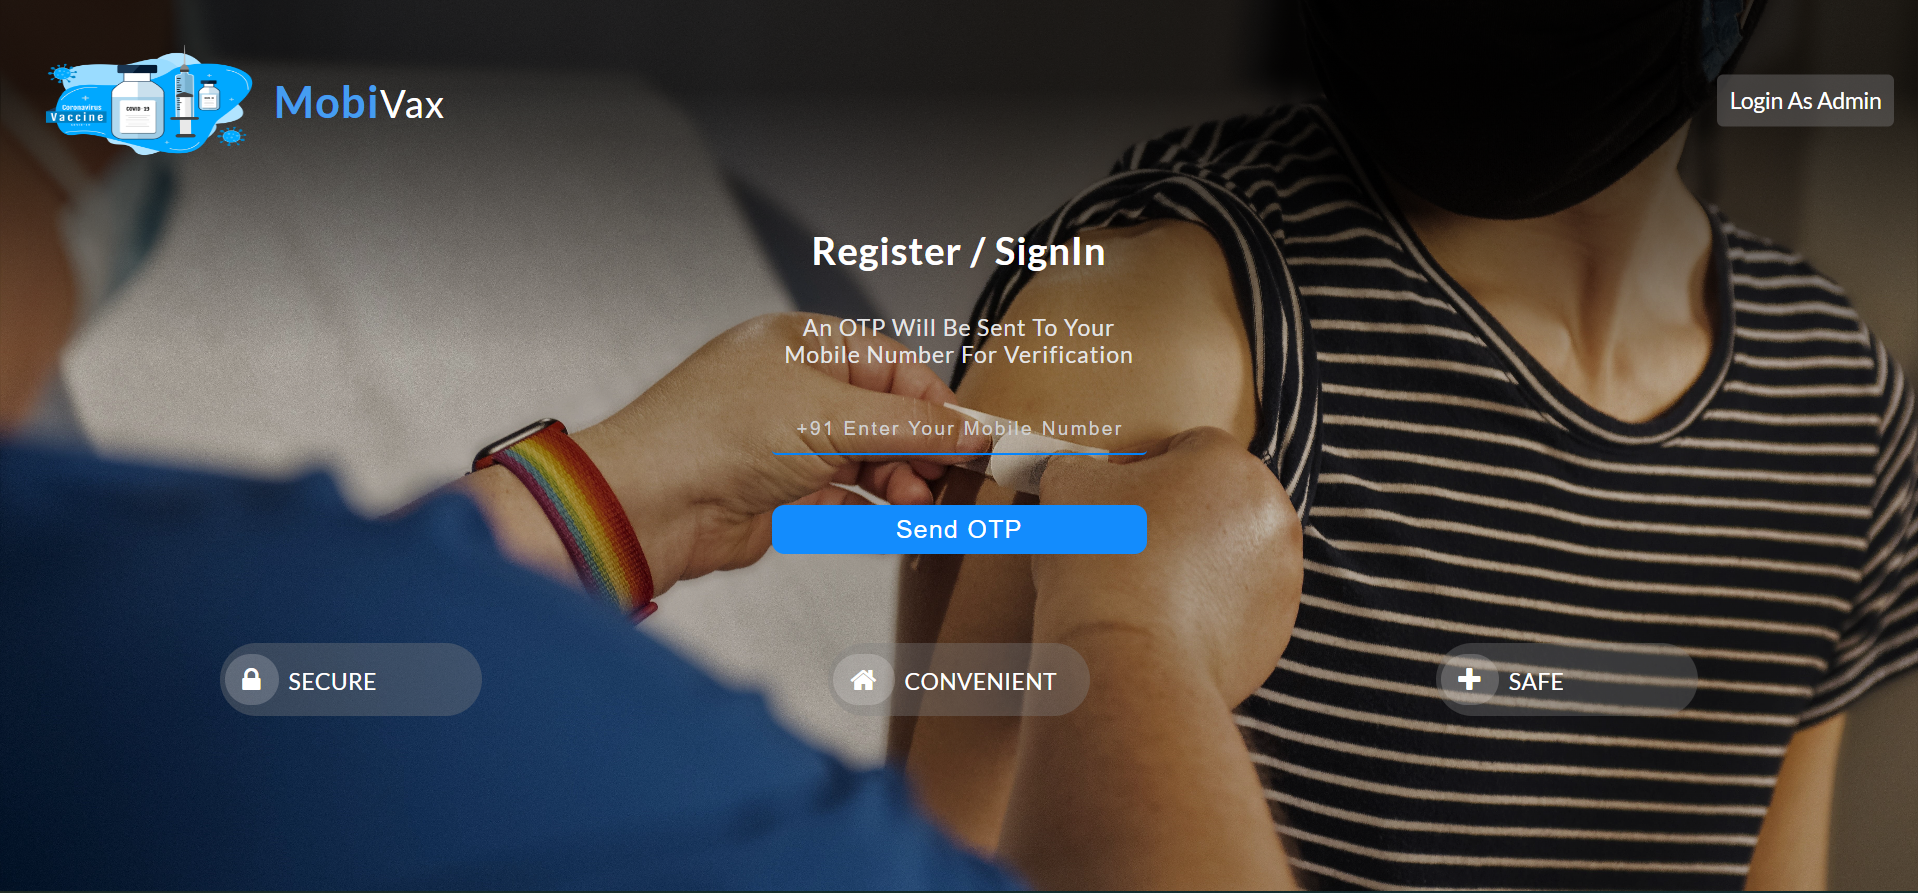 Coronavirus
Vaccine
COVID 19
MobiVax
Login As Admin
Register / SignIn
An OTP Will Be Sent To Your
Mobile Number For Verification
+91 Enter Your Mobile Number
Send OTP
SECURE
CONVENIENT
SAFE